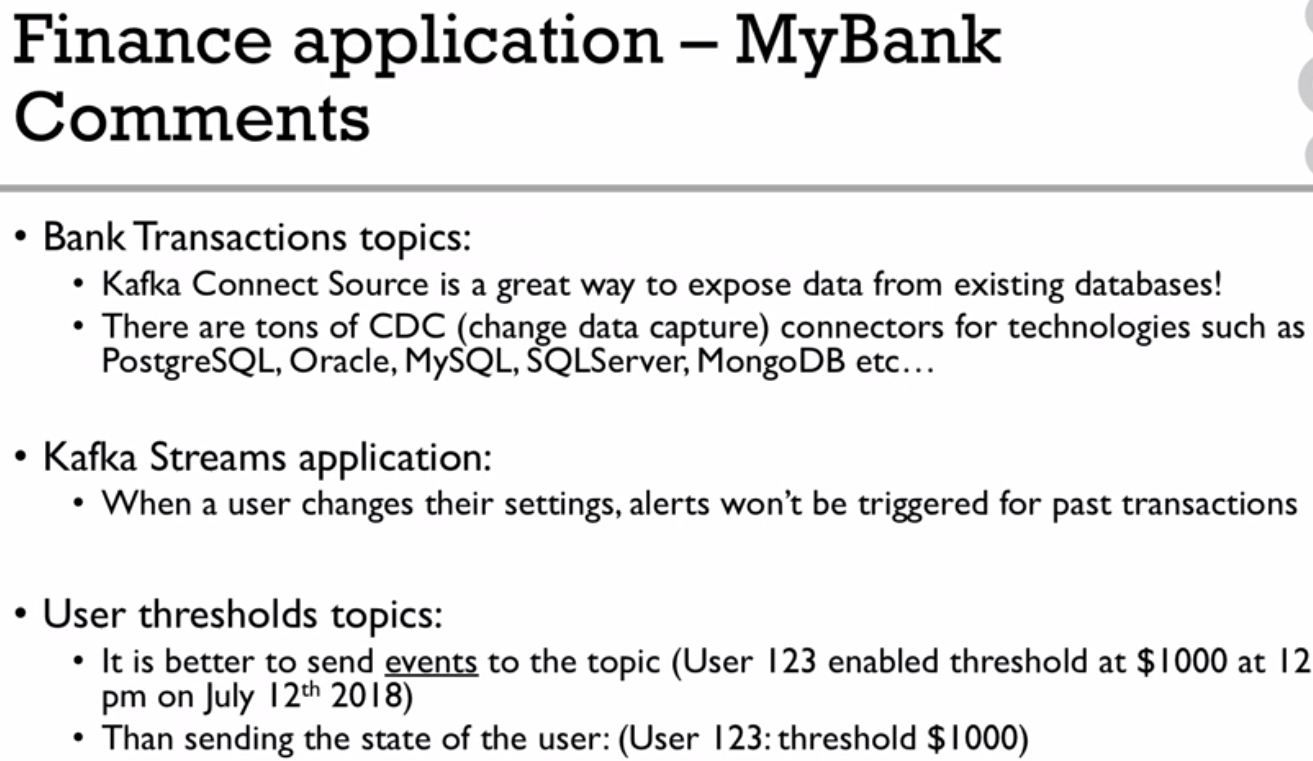 Finance application – MyBank
Comments
• Bank Transactions topics:
• Kafka Connect Source is a great way to expose data from existing databases!
• There are tons of CDC (change data capture) connectors for technologies such as
PostgreSQL, Oracle, MySQL, SQLServer, MongoDB etc…
• Kafka Streams application:
• When a user changes their settings, alerts won't be triggered for past transactions
• User thresholds topics:
• It is better to send events to the topic (User 123 enabled threshold at $1000 at 12
pm on July 12th 2018)
• Than sending the state of the user: (User 123: threshold $1000)